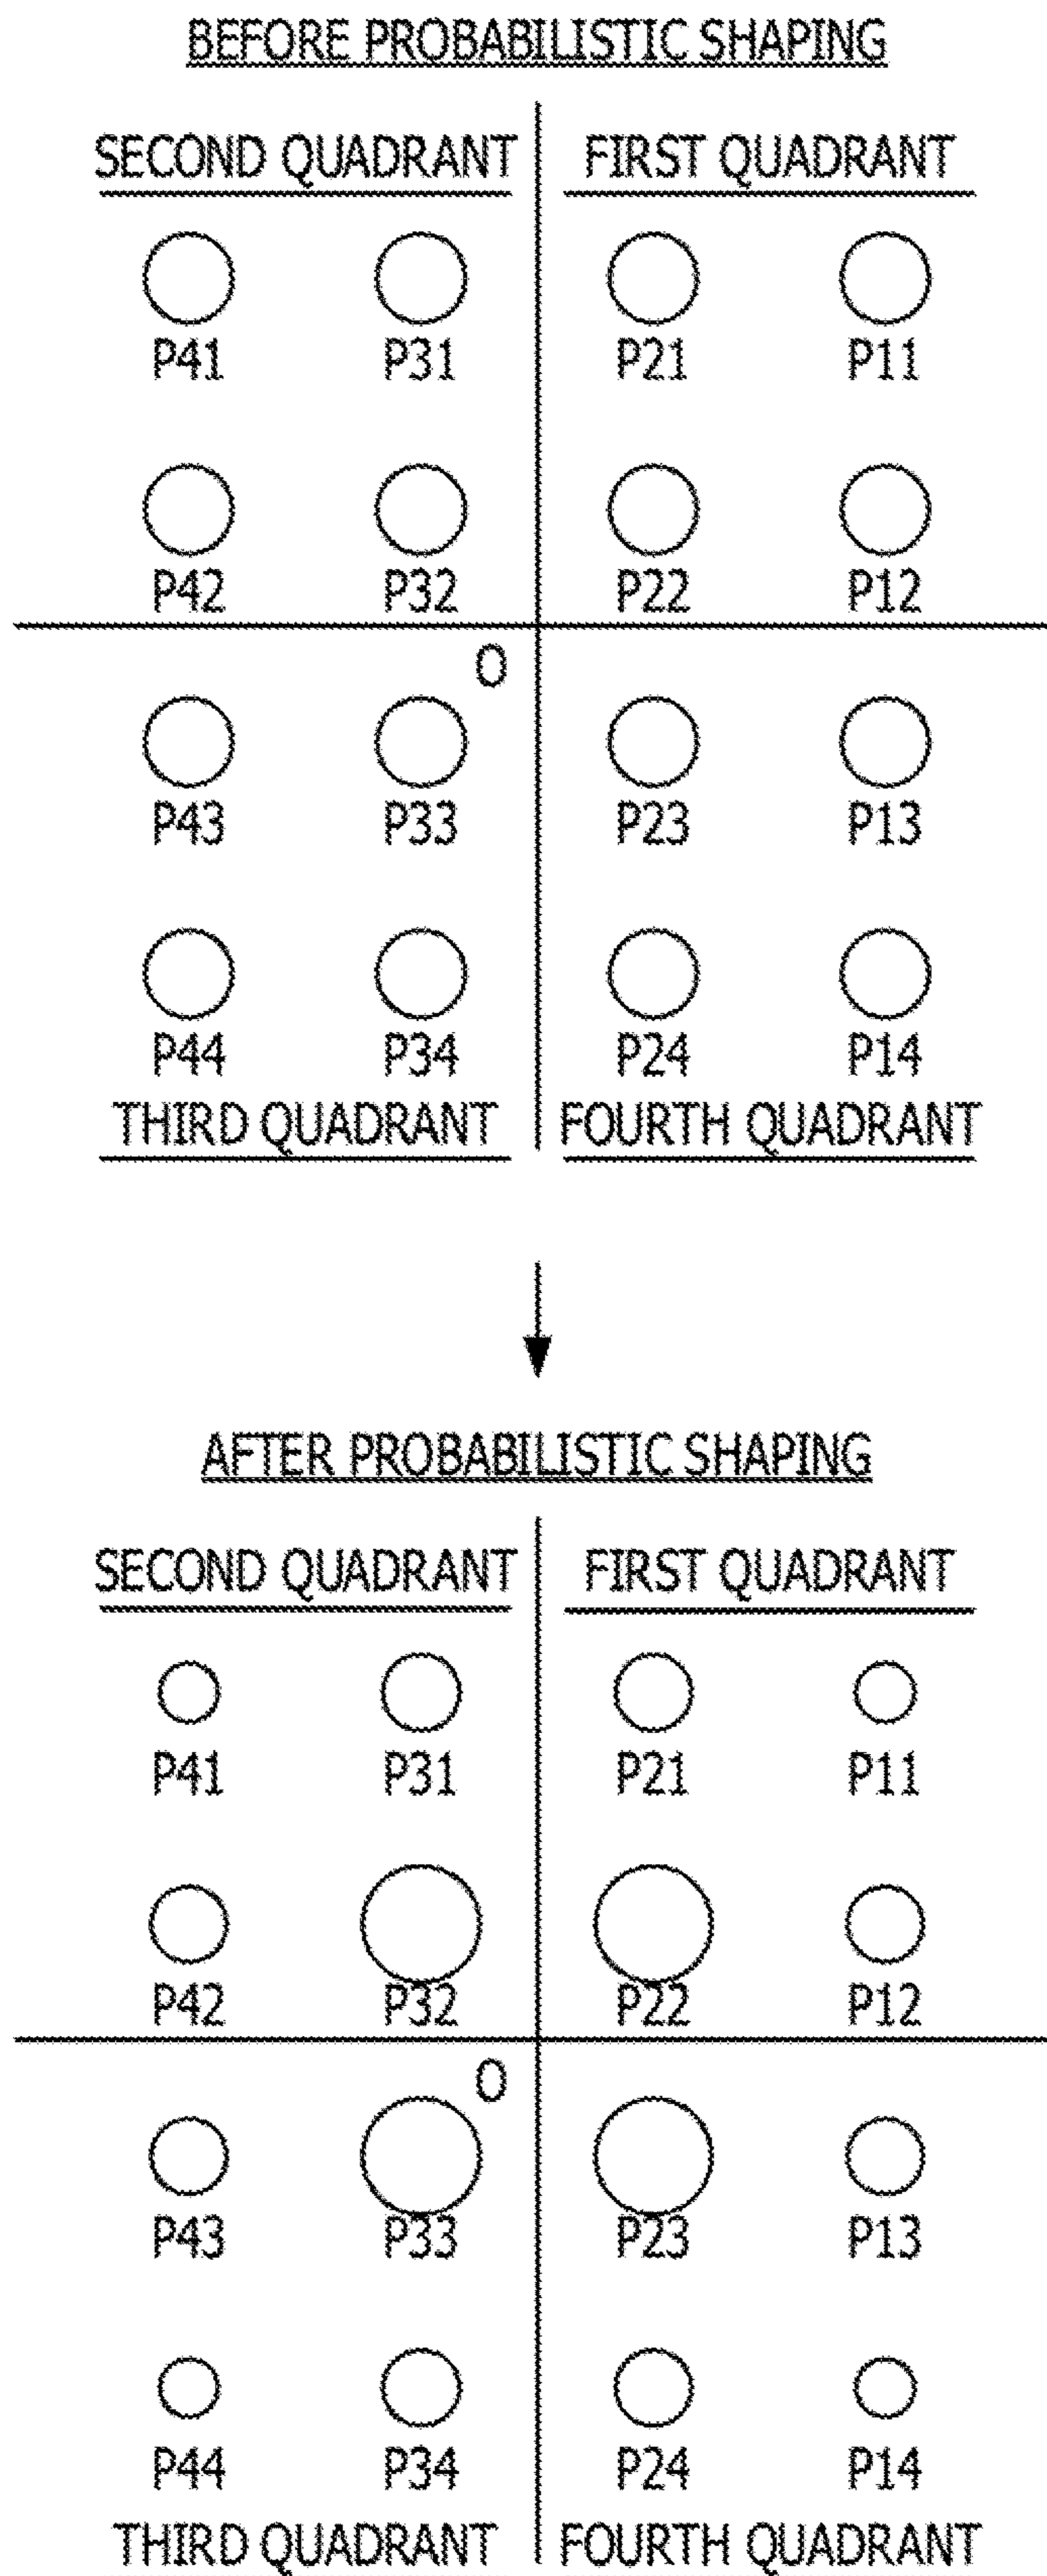 BEFORE PROBABILISTIC SHAPING
SECOND QUADRANT FIRST QUADRANT
P41 P31 P21 P11
P42 P32 P22 P12
O
P43 P33 P23 P13
P44 P34 P24 P14
THIRD QUADRANT FOURTH QUADRANT
AFTER PROBABILISTIC SHAPING
SECOND QUADRANT FIRST QUADRANT
P41 P31 P21 P11
P42 P32 P22 P12
O
P43 P33 P23 P13
P44 P34 P24 P14
THIRD QUADRANT FOURTH QUADRANT